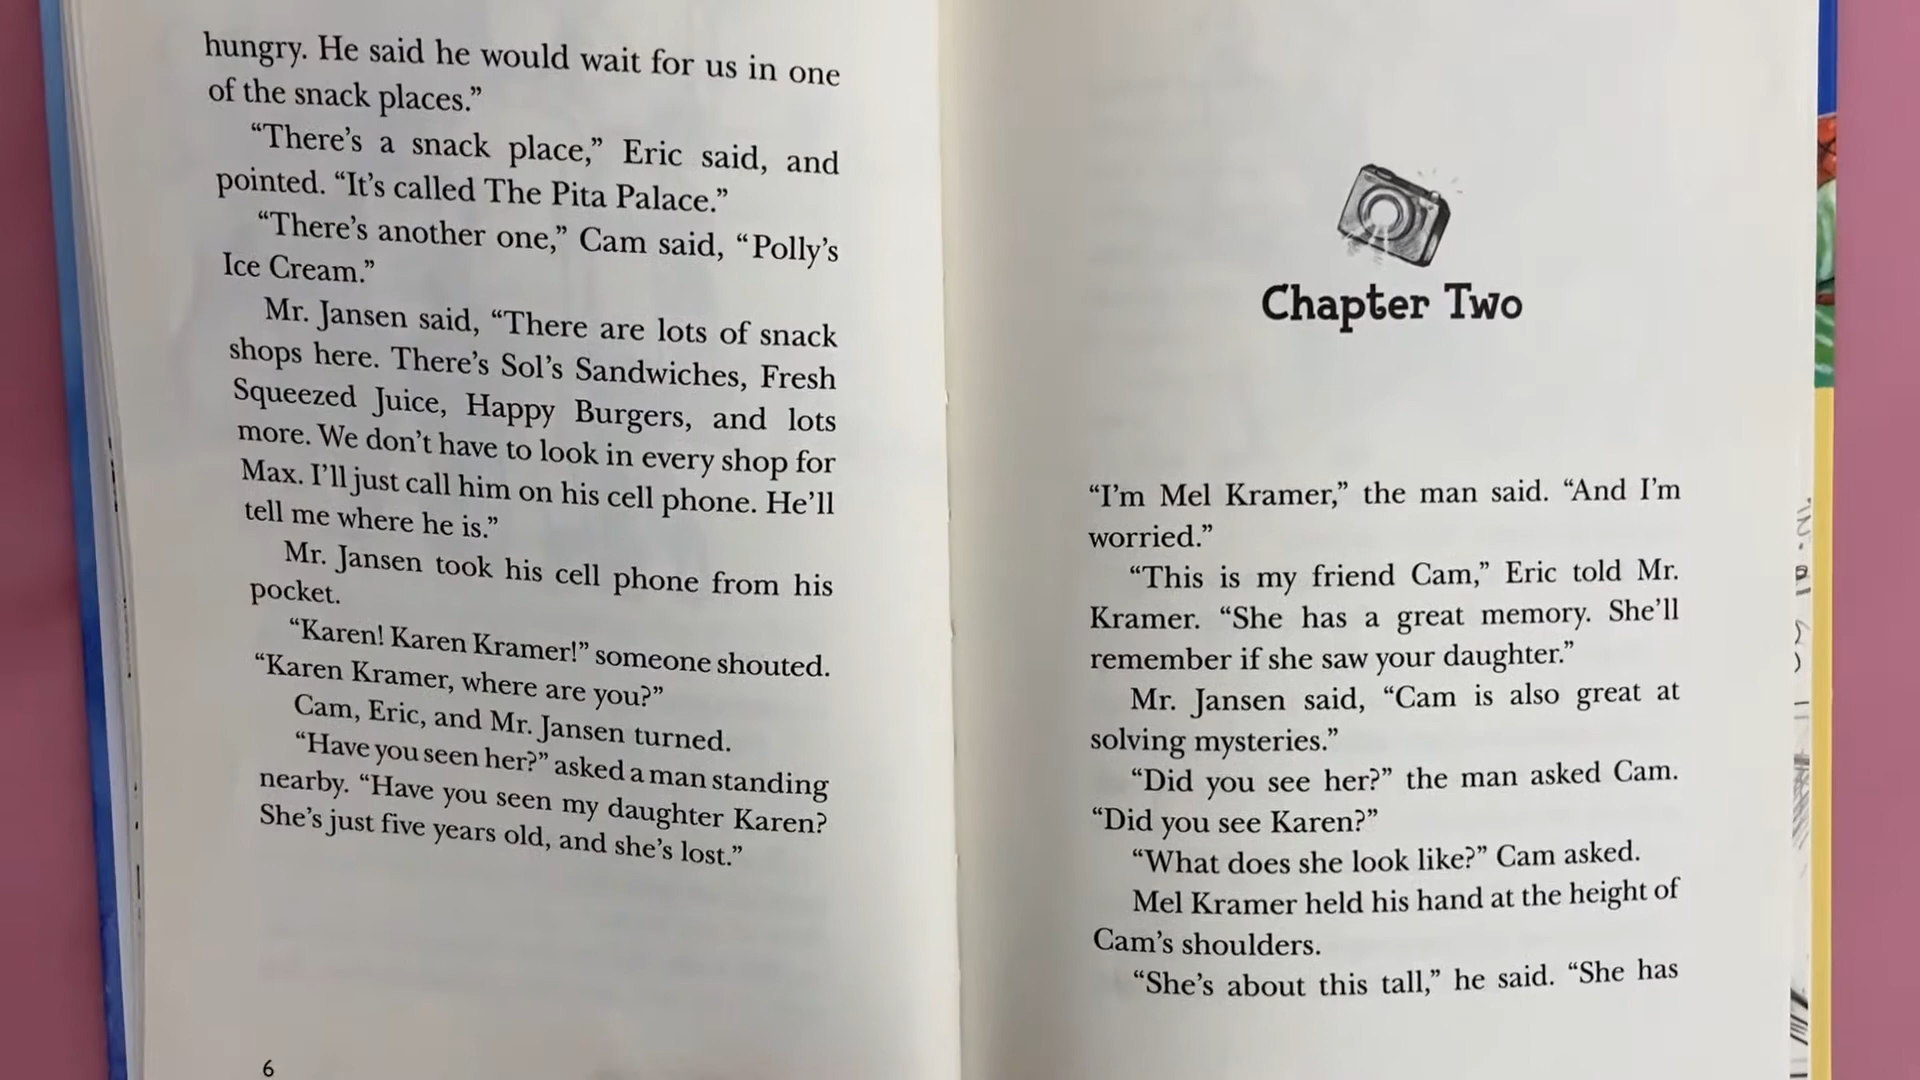 hungry. He said he would wait for us in one
of the snack places.”
“There’s a snack place,” Eric said, and
pointed. “It’s called The Pita Palace.”
“There’s another one,” Cam said, “Polly’s
Ice Cream.”
Mr. Jansen said, “There are lots of snack
shops here. There’s Sol’s Sandwiches, Fresh
Squeezed Juice, Happy Burgers, and lots
more. We don’t have to look in every shop for
Max. I’ll just call him on his cell phone. He’ll
tell me where he is.”
Mr. Jansen took his cell phone from his
pocket.
“Karen! Karen Kramer!” someone shouted.
“Karen Kramer, where are you?”
Cam, Eric, and Mr. Jansen turned.
“Have you seen her?” asked a man standing
nearby. “Have you seen my daughter Karen?
She’s just five years old, and she’s lost.”
6
Chapter Two
“I’m Mel Kramer,” the man said. “And I’m
worried.”
“This is my friend Cam,” Eric told Mr.
Kramer. “She has a great memory. She’ll
remember if she saw your daughter.”
Mr. Jansen said, “Cam is also great at
solving mysteries.”
“Did you see her?” the man asked Cam.
“Did you see Karen?”
“What does she look like?” Cam asked.
Mel Kramer held his hand at the height of
Cam’s shoulders.
“She’s about this tall,” he said. “She has